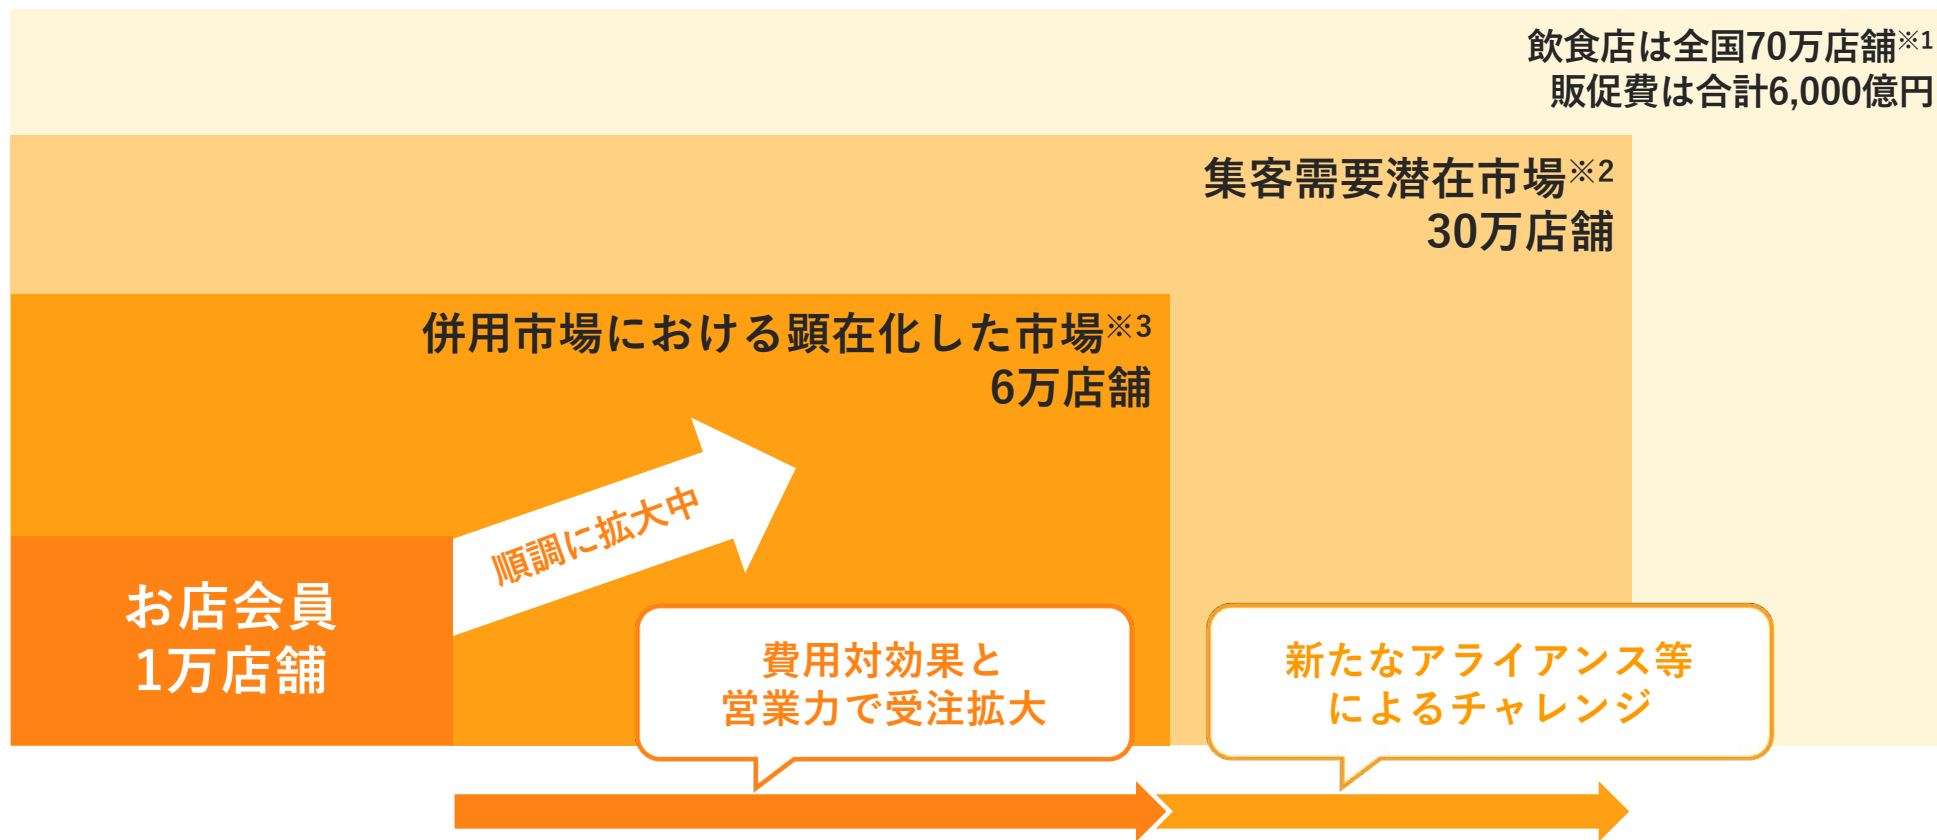 飲食店は全国70万店舗※1
販促費は合計6,000億円
集客需要潜在市場※2
30万店舗
併用市場における顕在化した市場※3
6万店舗
順調に拡大中
お店会員
1万店舗
費用対効果と
営業力で受注拡大
新たなアライアンス等
によるチャレンジ